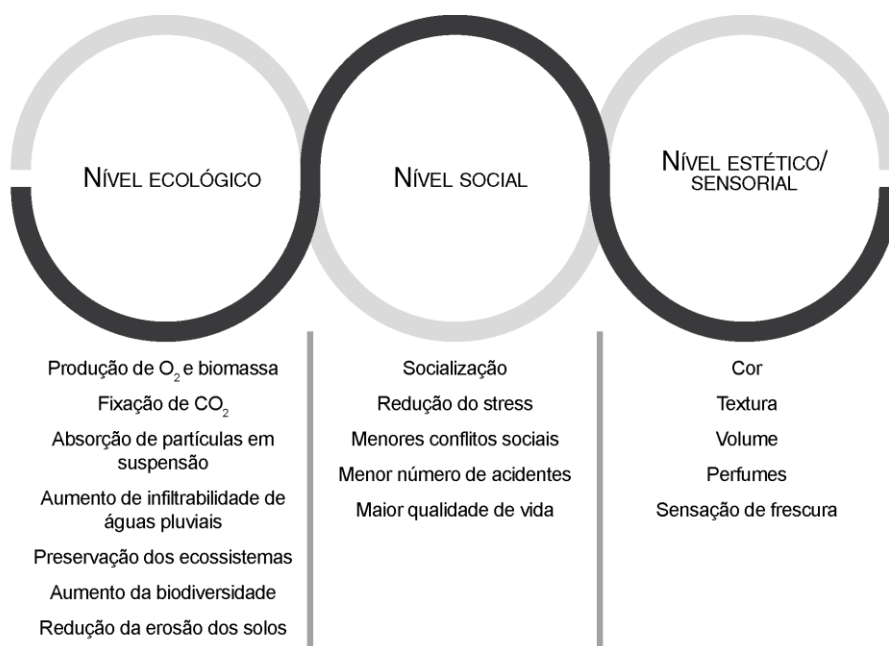 NÍVEL ECOLÓGICO
Produção de O₂ e biomassa
Fixação de CO₂
Absorção de partículas em
suspensão
Aumento de infiltrabilidade de
águas pluviais
Preservação dos ecossistemas
Aumento da biodiversidade
Redução da erosão dos solos
NÍVEL SOCIAL
Socialização
Redução do stress
Menores conflitos sociais
Menor número de acidentes
Maior qualidade de vida
NÍVEL ESTÉTICO/
SENSORIAL
Cor
Textura
Volume
Perfumes
Sensação de frescura